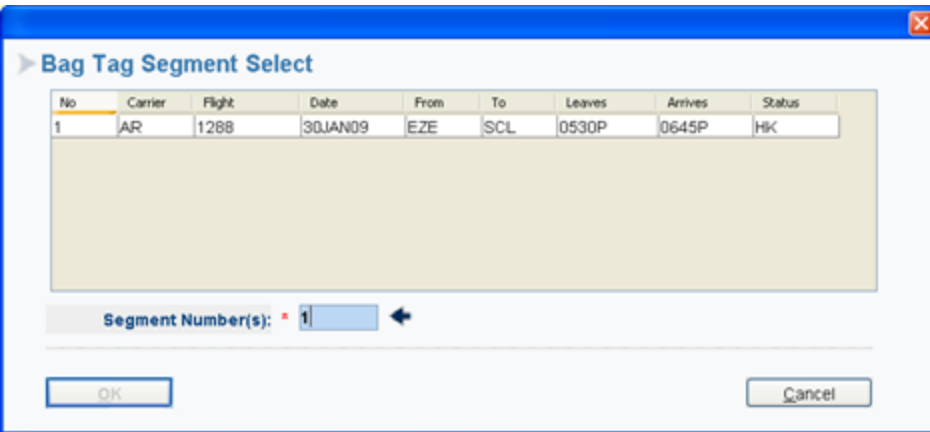 Bag Tag Segment Select
No Carrier Flight Date From To Leaves Arrives Status
1 AR 1288 30JAN09 EZE SCL 0530P 0645P HK
Segment Number(s): * 1
OK Cancel